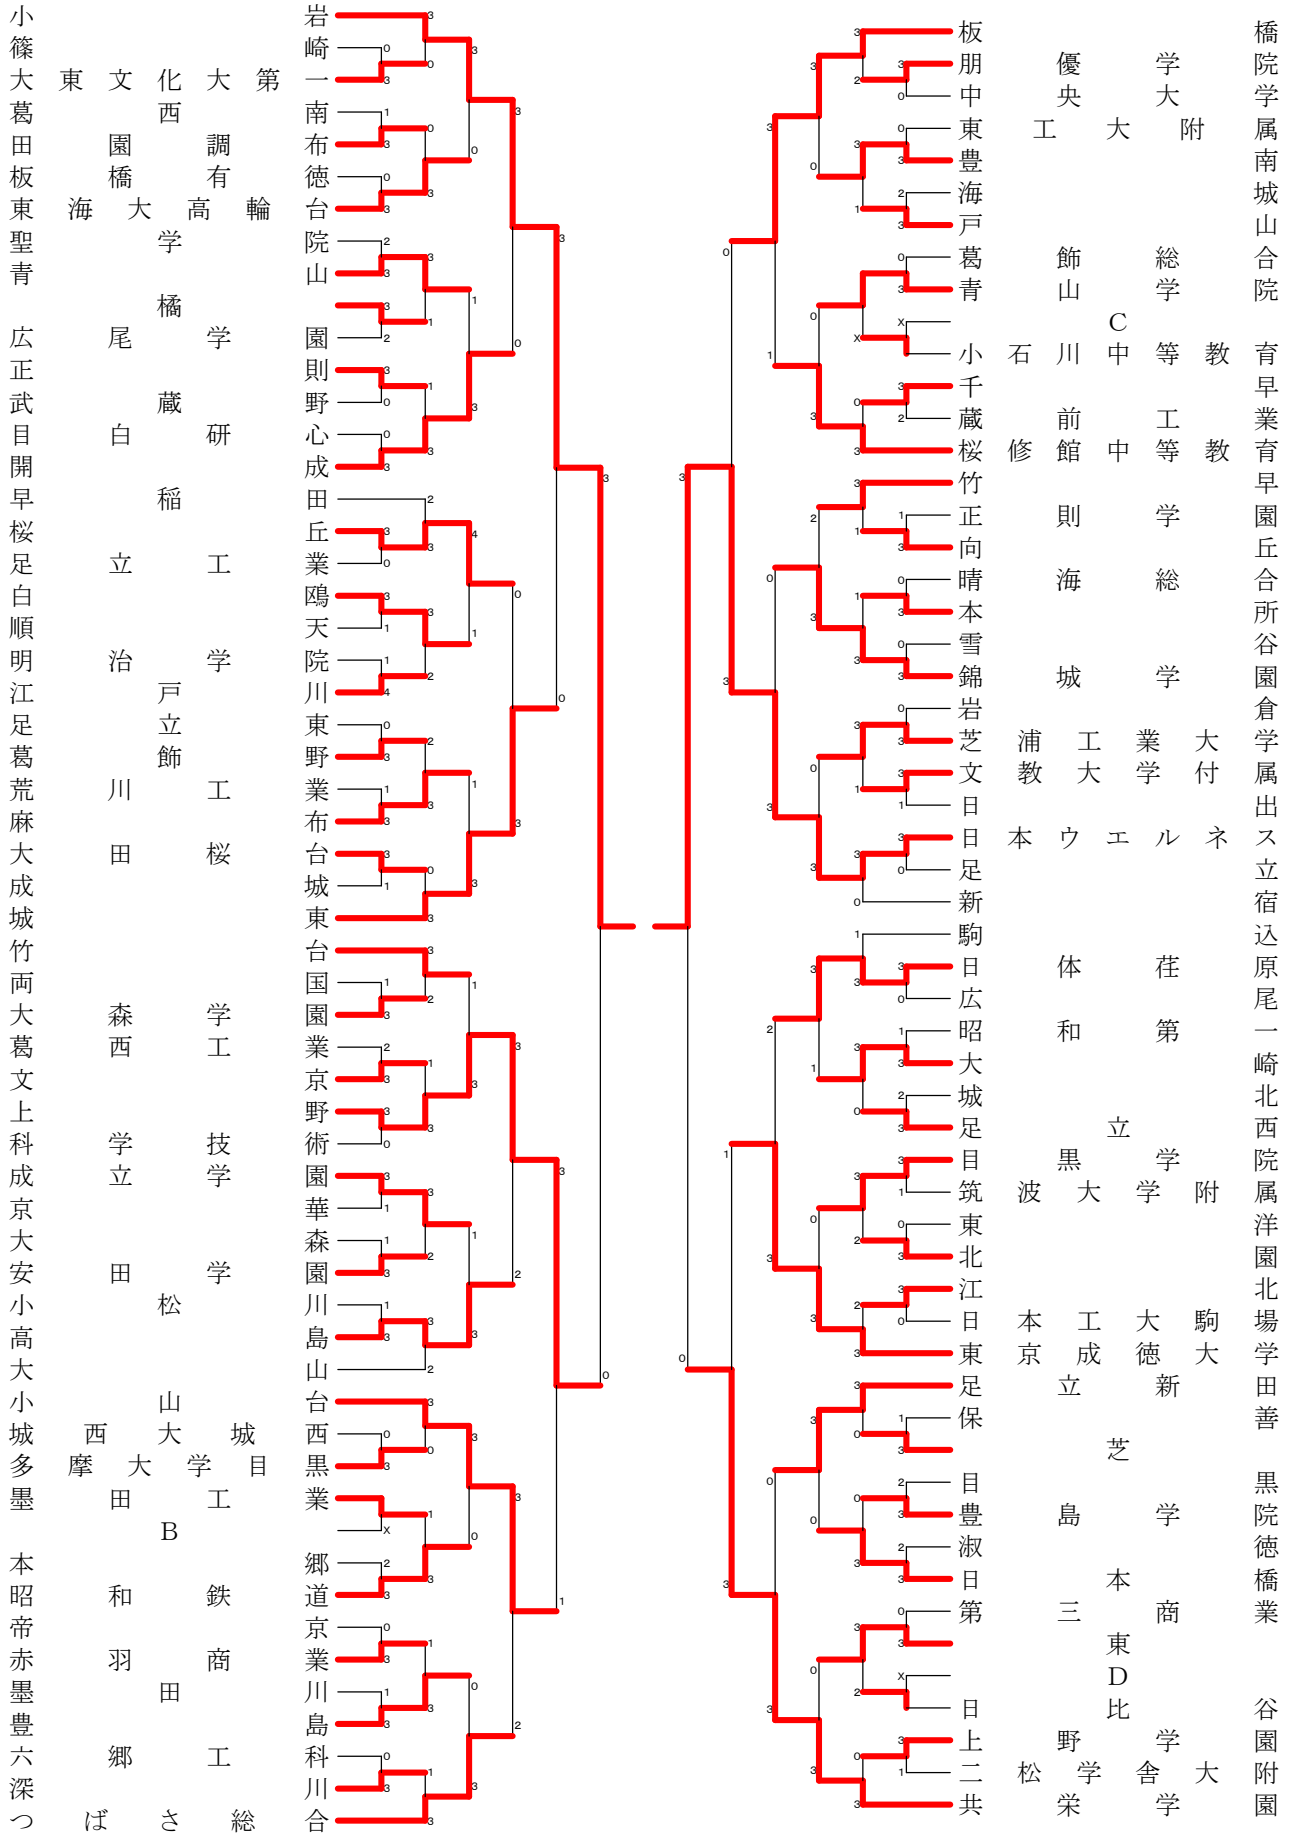 小岩
篠崎
大東文化大第一
葛西南
田園調布
板橋有徳
東海大高輪台
聖学院
青山
橘
広尾学園
正則
武蔵野
目白研心
開成
早稲田
桜丘
足立工業
白鴎
順天
明治学院
江戸川
足立東
葛飾野
荒川工業
麻布
大田桜台
成城
城東
竹台
両国
大森学園
葛西工業
文京
上野
科学技術
成立学園
京華
大森
安田学園
小松川
高島
大山
小山台
城西大城西
多摩大学目黒
墨田工業
B
本郷
昭和鉄道
帝京
赤羽商業
墨田川
豊島
六郷工科
深川
つばさ総合
板橋
朋優学院
中央大学
東工大附属
豊南
海城
戸山
葛飾総合
青山学院
C
小石川中等教育
千早
蔵前工業
桜修館中等教育
竹早
正則学園
向丘
晴海総合
本所
雪谷
錦城学園
岩倉
芝浦工業大学
文教大学付属
日出
日本ウエルネス
足立
新宿
駒込
日体荏原
広尾
昭和第一
大崎
城北
足立西
目黒学院
筑波大学附属
東洋
北園
江北
日本工大駒場
東京成徳大学
足立新田
保善
芝
目黒
豊島学院
淑徳
日本橋
第三商業
東
D
日比谷
上野学園
二松学舎大附
共栄学園